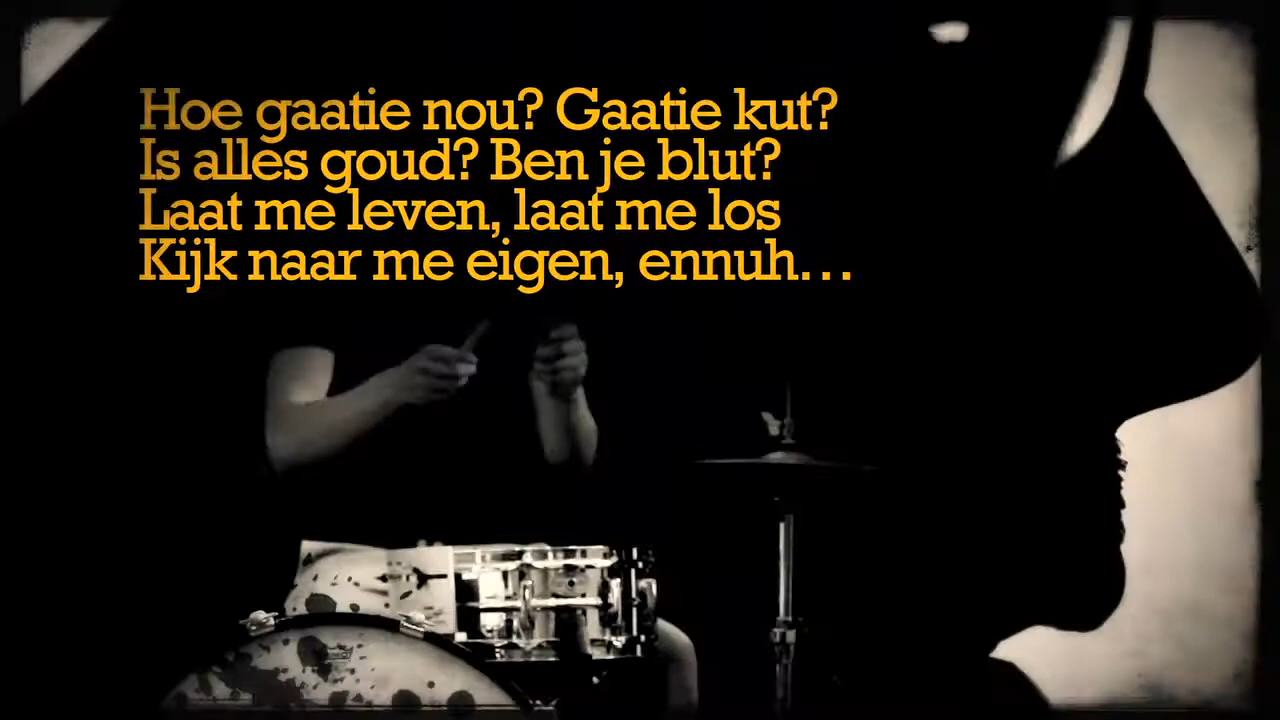 Hoe gaatie nou? Gaatie kut?
Is alles goud? Ben je blut?
Laat me leven, laat me los
Kijk naar me eigen, ennuh...